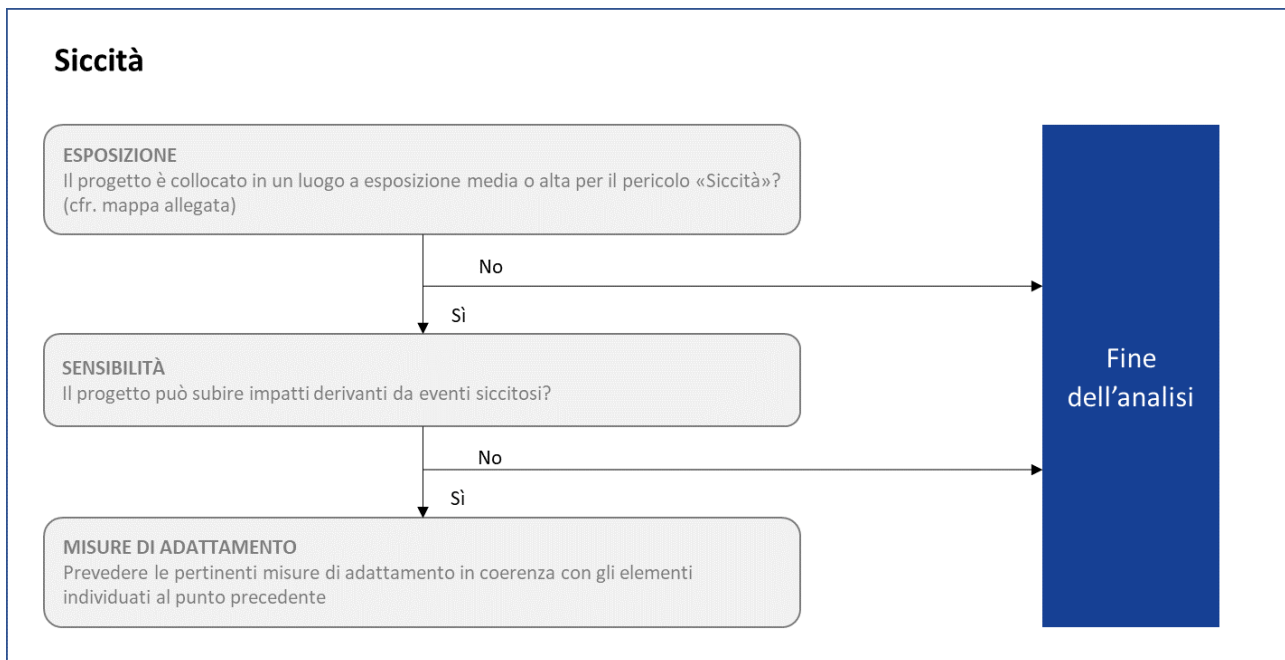 Siccità
ESPOSIZIONE
Il progetto è collocato in un luogo a esposizione media o alta per il pericolo «Siccità»?
(cfr. mappa allegata)
No
Sì
SENSIBILITÀ
Il progetto può subire impatti derivanti da eventi siccitosi?
No
Sì
MISURE DI ADATTAMENTO
Prevedere le pertinenti misure di adattamento in coerenza con gli elementi
individuati al punto precedente
Fine
dell’analisi